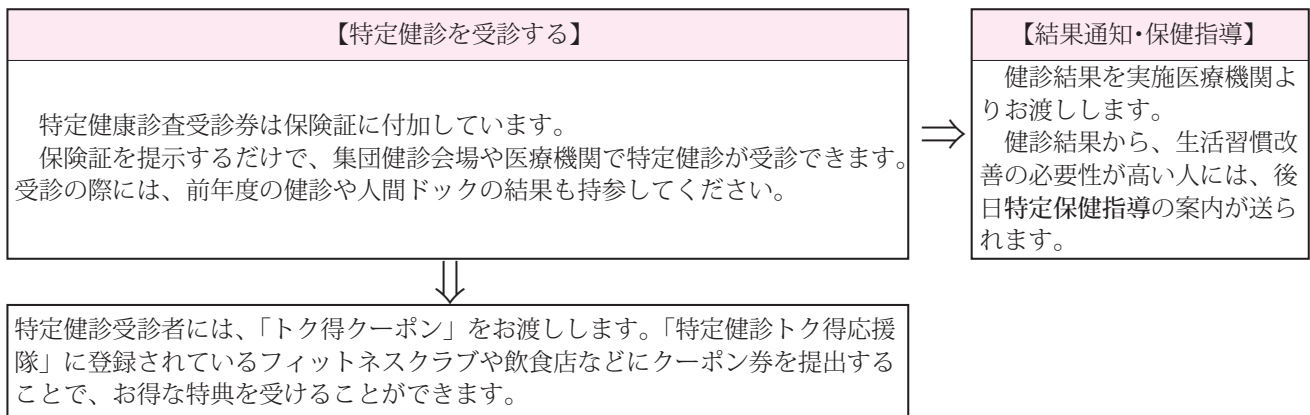 【特定健診を受診する】
特定健康診査受診券は保険証に付加しています。
保険証を提示するだけで、集団健診会場や医療機関で特定健診が受診できます。
受診の際には、前年度の健診や人間ドックの結果も持参してください。
⇒
【結果通知・保健指導】
健診結果を実施医療機関よ
りお渡しします。
健診結果から、生活習慣改
善の必要性が高い人には、後
日特定保健指導の案内が送ら
れます。
⇓
特定健診受診者には、「トク得クーポン」をお渡しします。「特定健診トク得応援
隊」に登録されているフィットネスクラブや飲食店などにクーポン券を提出する
ことで、お得な特典を受けることができます。